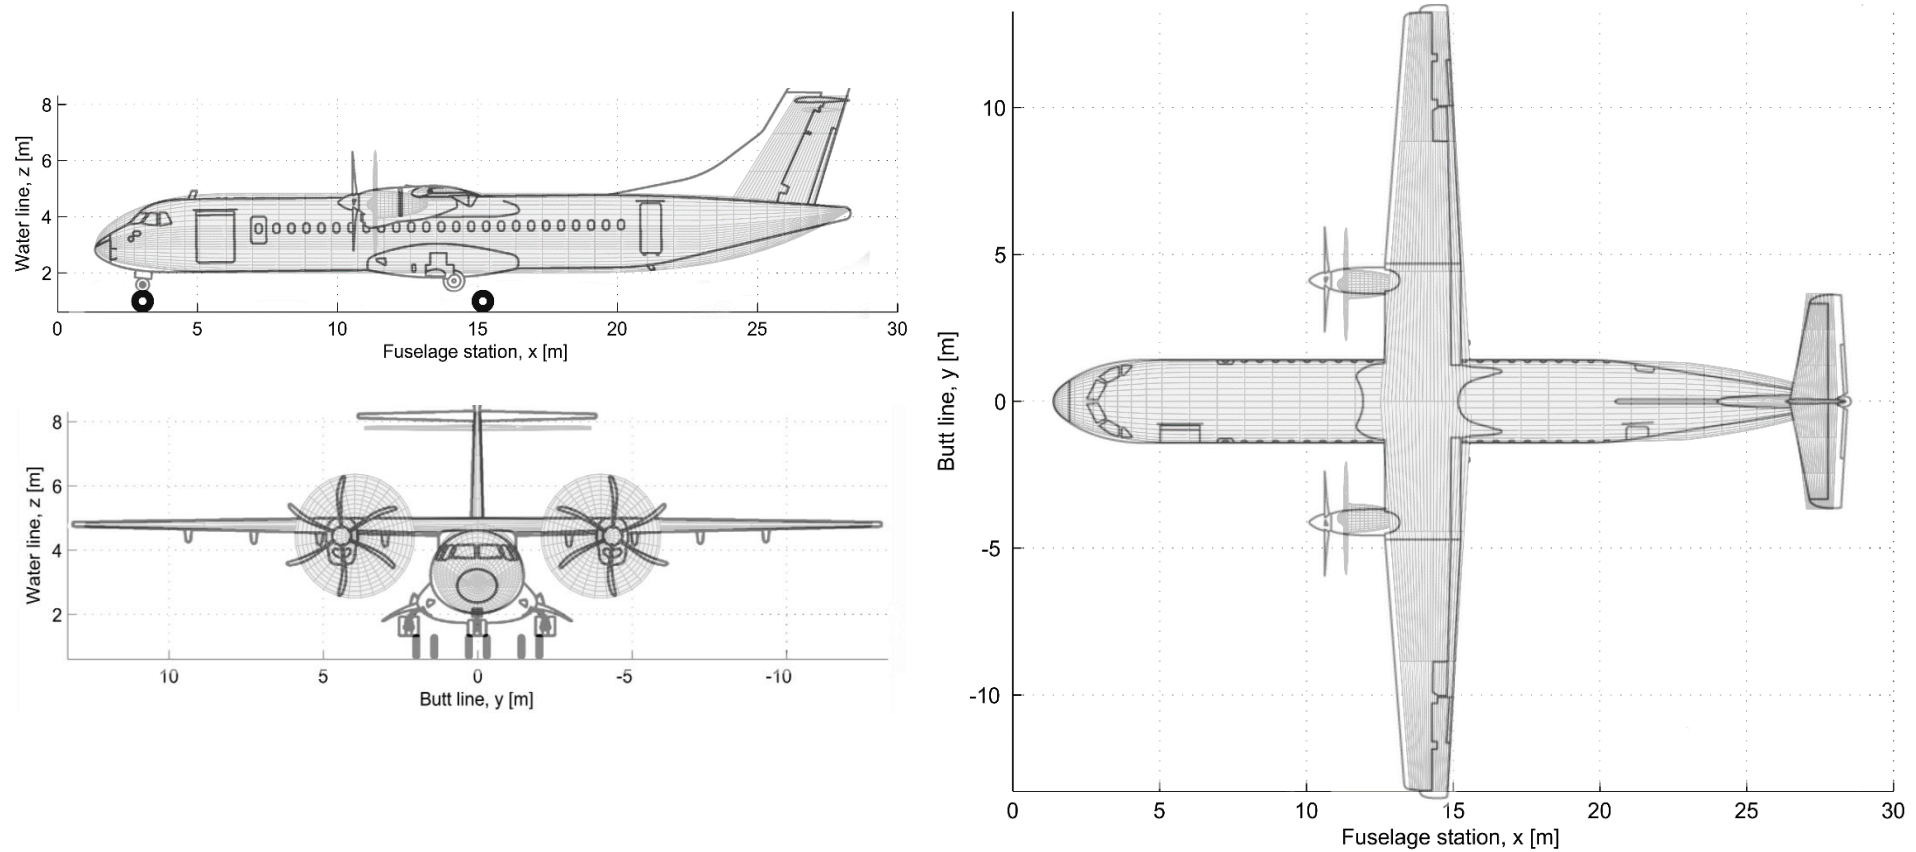 8
6
4
2
Water line, z [m]
0 5 10 15 20 25 30
Fuselage station, x [m]
8
6
4
2
Water line, z [m]
10 5 0 -5 -10
Butt line, y [m]
10
5
0
-5
-10
Butt line, y [m]
0 5 10 15 20 25 30
Fuselage station, x [m]